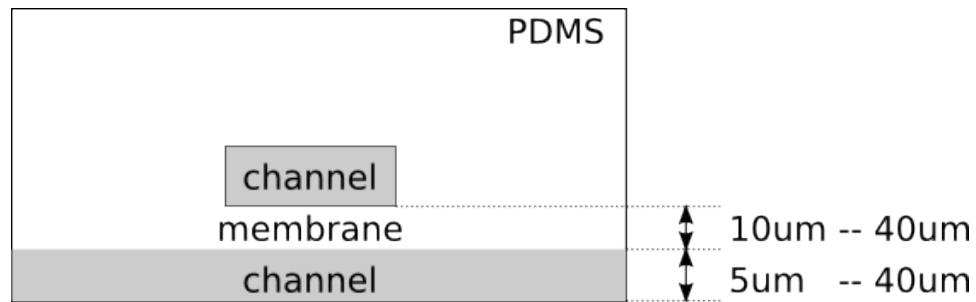 PDMS
channel
membrane
10um -- 40um
channel
5um -- 40um